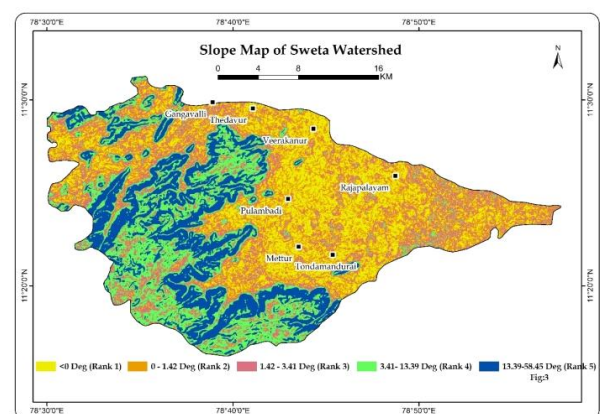 78°30'0"E 78°40'0"E 78°50'0"E
Slope Map of Sweta Watershed
N
0 4 8 16
KM
11°30'0"N 11°30'0"N
Gangavalli
Thedavur
Veerakanur
Rajapalayam
Pulambadi
Mettur
Tondamandurai
11°20'0"N 11°20'0"N
<0 Deg (Rank 1) 0 - 1.42 Deg (Rank 2) 1.42 - 3.41 Deg (Rank 3) 3.41- 13.39 Deg (Rank 4) 13.39-58.45 Deg (Rank 5)
Fig:3
78°30'0"E 78°40'0"E 78°50'0"E